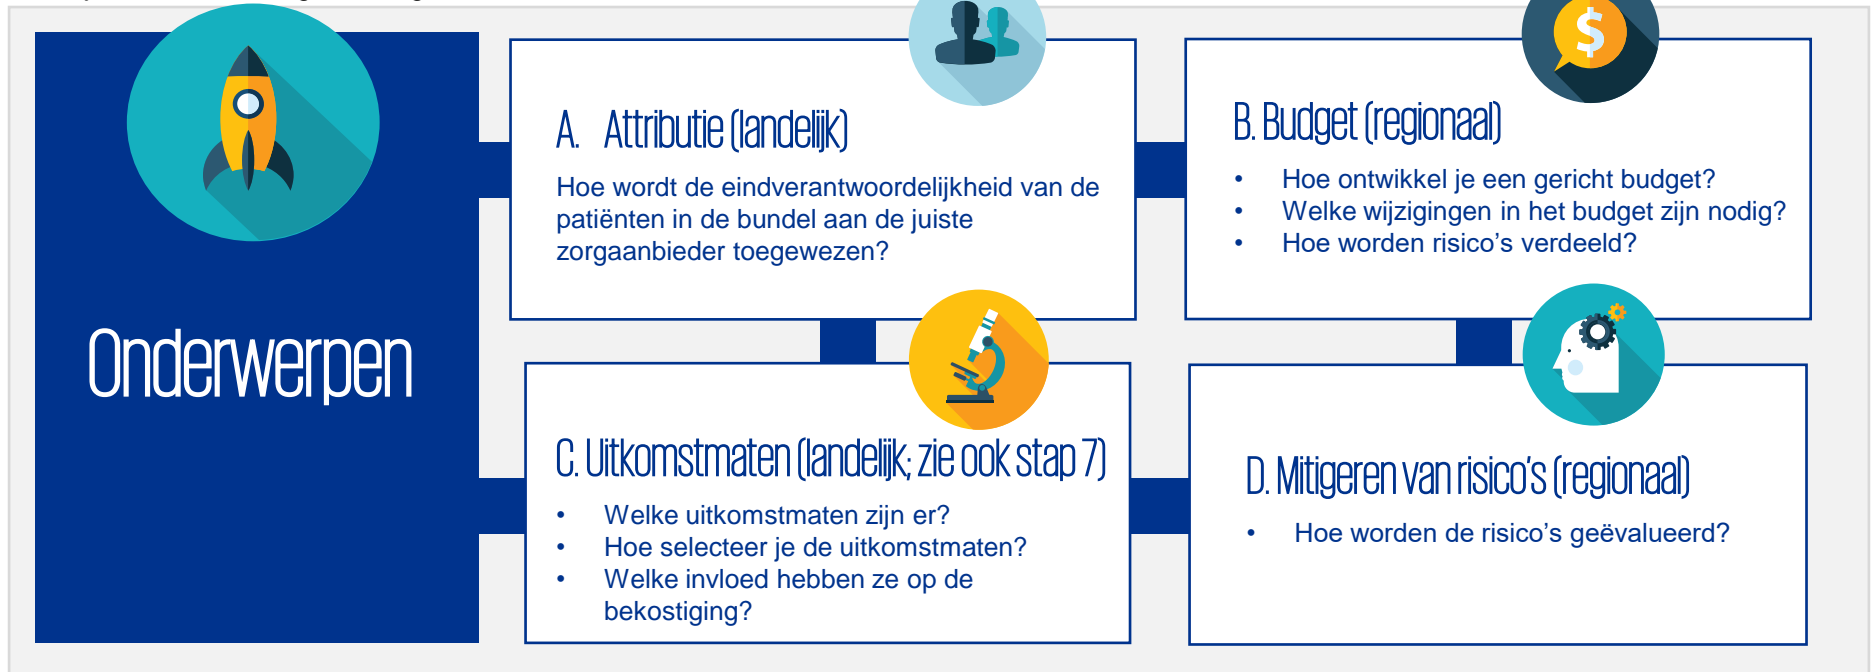 Onderwerpen
A. Attributie (landelijk)
Hoe wordt de eindverantwoordelijkheid van de
patiënten in de bundel aan de juiste
zorgaanbieder toegewezen?
B. Budget (regionaal)
• Hoe ontwikkel je een gericht budget?
• Welke wijzigingen in het budget zijn nodig?
• Hoe worden risico’s verdeeld?
C. Uitkomstmaten (landelijk; zie ook stap 7)
• Welke uitkomstmaten zijn er?
• Hoe selecteer je de uitkomstmaten?
• Welke invloed hebben ze op de
bekostiging?
D. Mitigeren van risico’s (regionaal)
• Hoe worden de risico’s geëvalueerd?